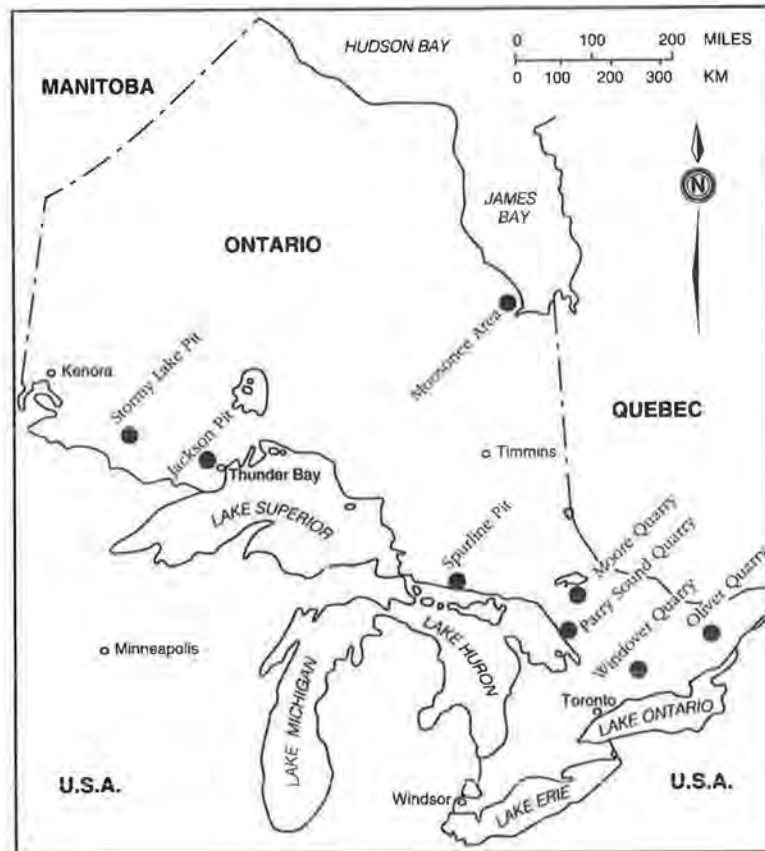 HUDSON BAY
0 100 200 MILES
0 100 200 300 KM
MANITOBA
N
JAMES
BAY
ONTARIO
Moosonee Area
Kenora
Stormy Lake Pit
Jackson Pit
QUEBEC
Timmins
Thunder Bay
LAKE SUPERIOR
Spurline Pit
Moore Quarry
Parry Sound Quarry
Windover Quarry
Oliver Quarry
Minneapolis
LAKE HURON
LAKE MICHIGAN
Toronto
LAKE ONTARIO
U.S.A.
Windsor
LAKE ERIE
U.S.A.